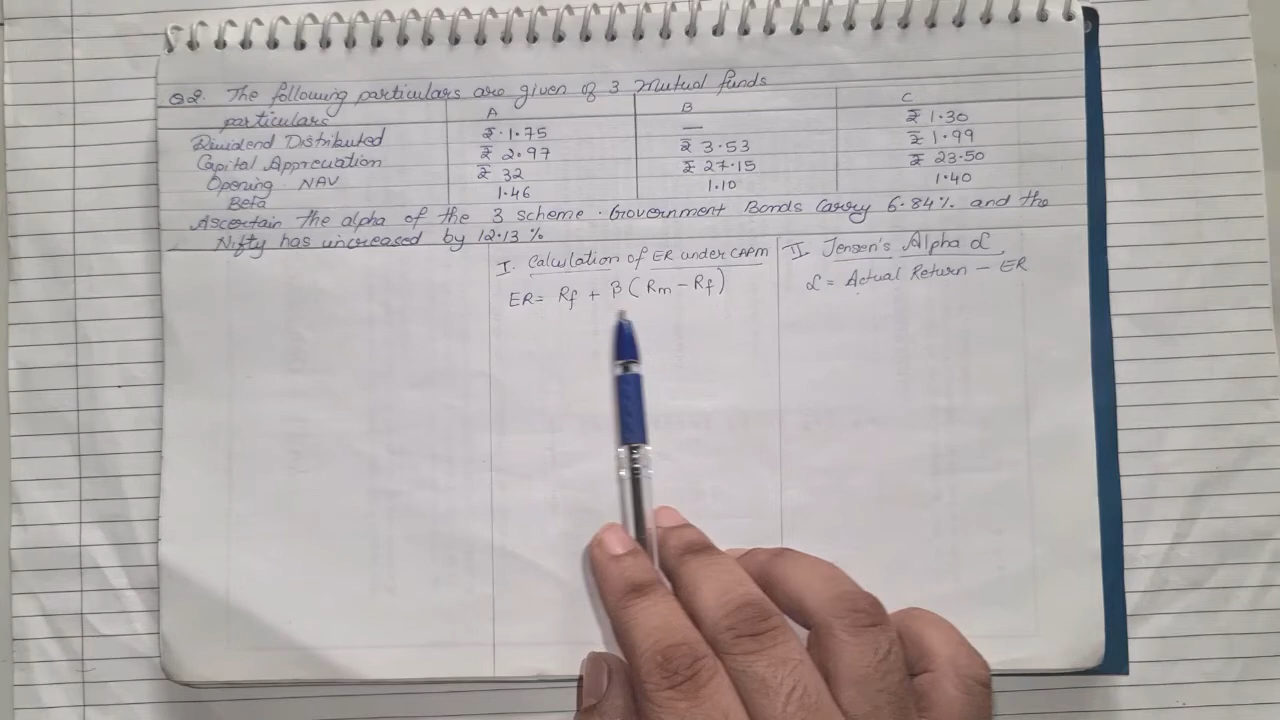 Q2. The following particulars are given of 3 Mutual funds
particulars A B C
Dividend Distributed ₹ 1.75 — ₹ 1.30
Capital Appreciation ₹ 2.97 ₹ 3.53 ₹ 1.99
Opening NAV ₹ 32 ₹ 27.15 ₹ 23.50
Beta 1.46 1.10 1.40
Ascertain the alpha of the 3 scheme. Government Bonds carry 6.84% and the
Nifty has increased by 12.13%
I. Calculation of ER under CAPM
ER = Rf + β (Rm - Rf)
II Jensen's Alpha α
α = Actual Return - ER